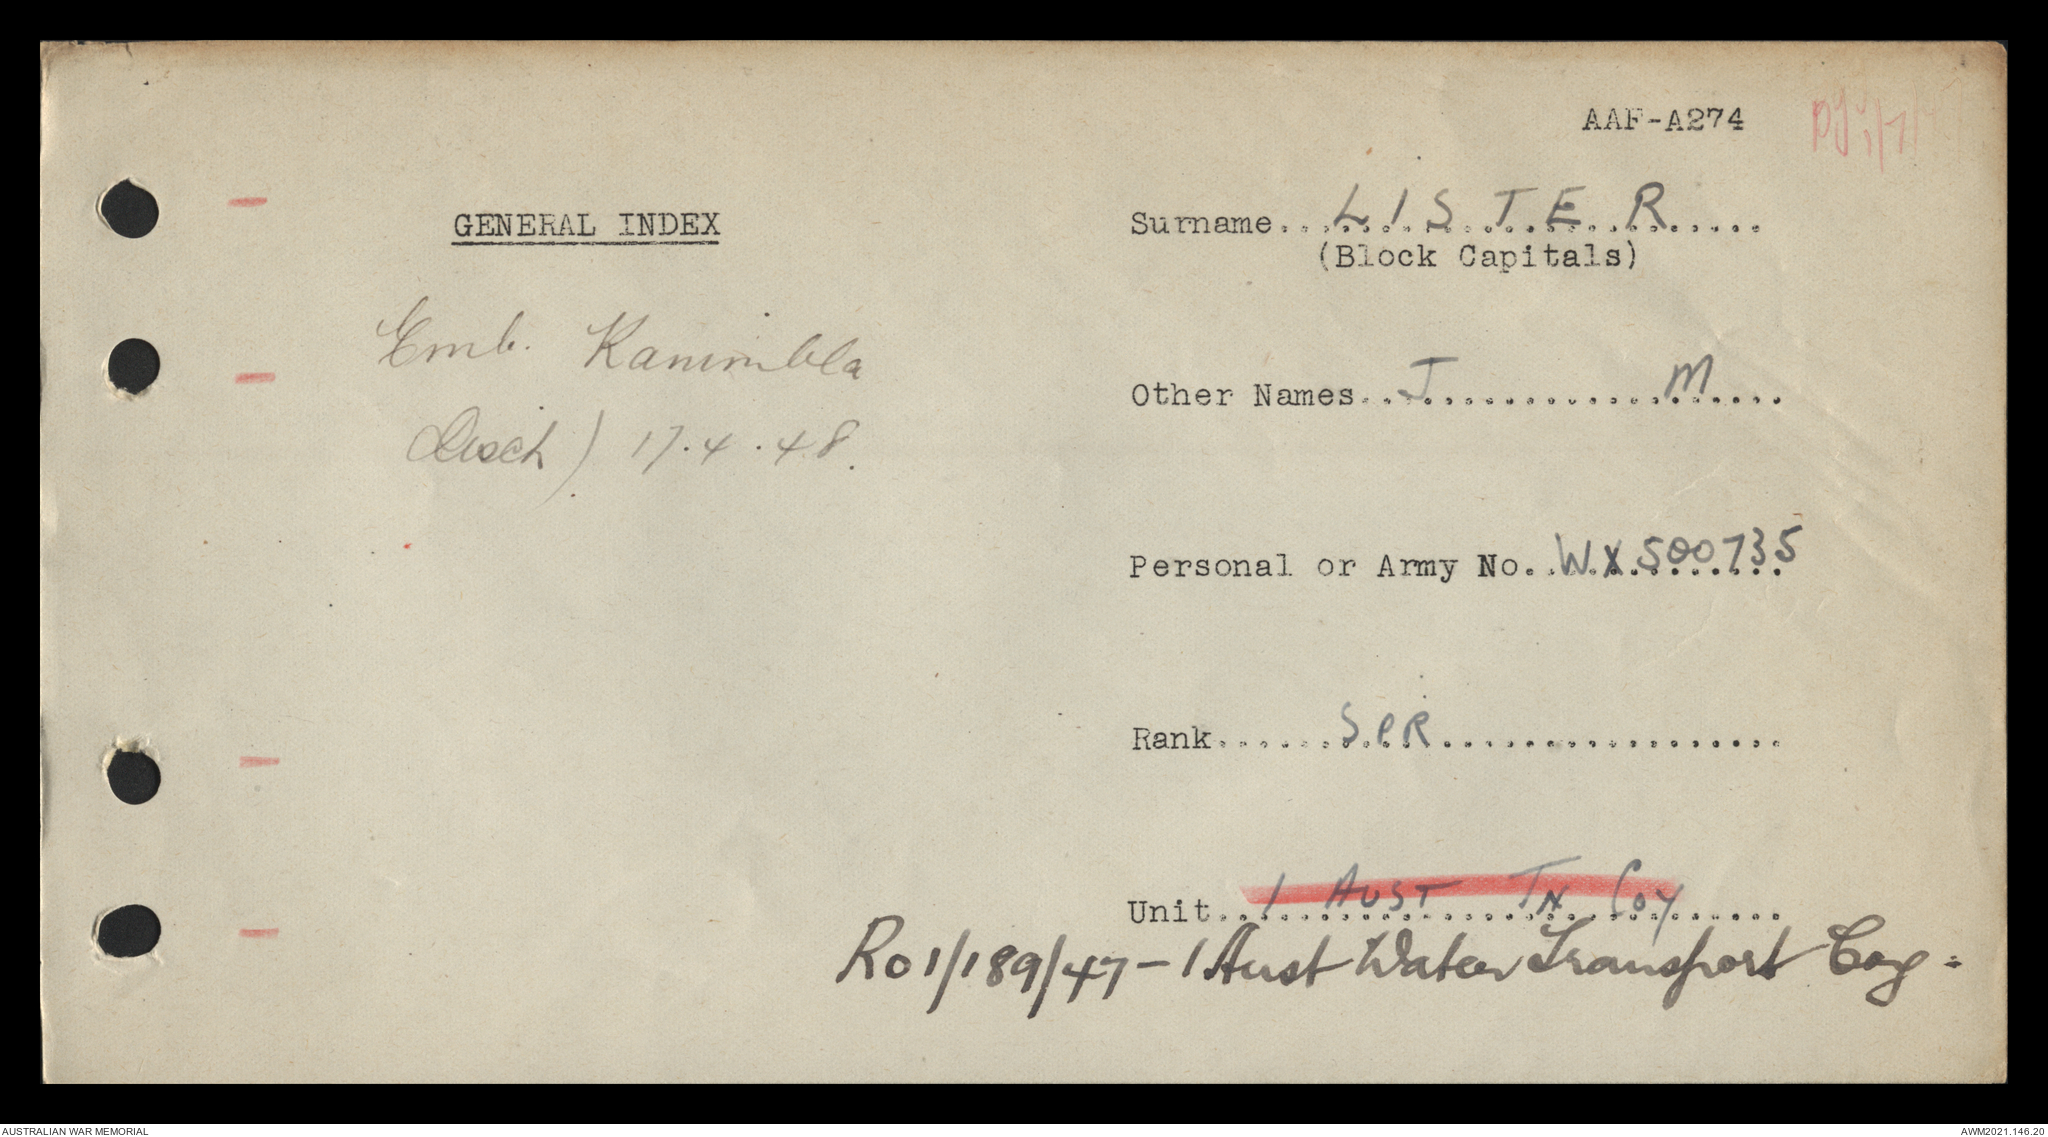 AAF-A274
GENERAL INDEX
Surname...LISTER.....
(Block Capitals)
Emb. Kanimbla
Disch) 17.4.48.
Other Names...J...............M....
Personal or Army No...WX500735
Rank.......SPR.................
Unit...1 AUST TN COY.....
Ro1/189/47-1 Aust Water Transport Coy-
AUSTRALIAN WAR MEMORIAL
AWM2021.146.20